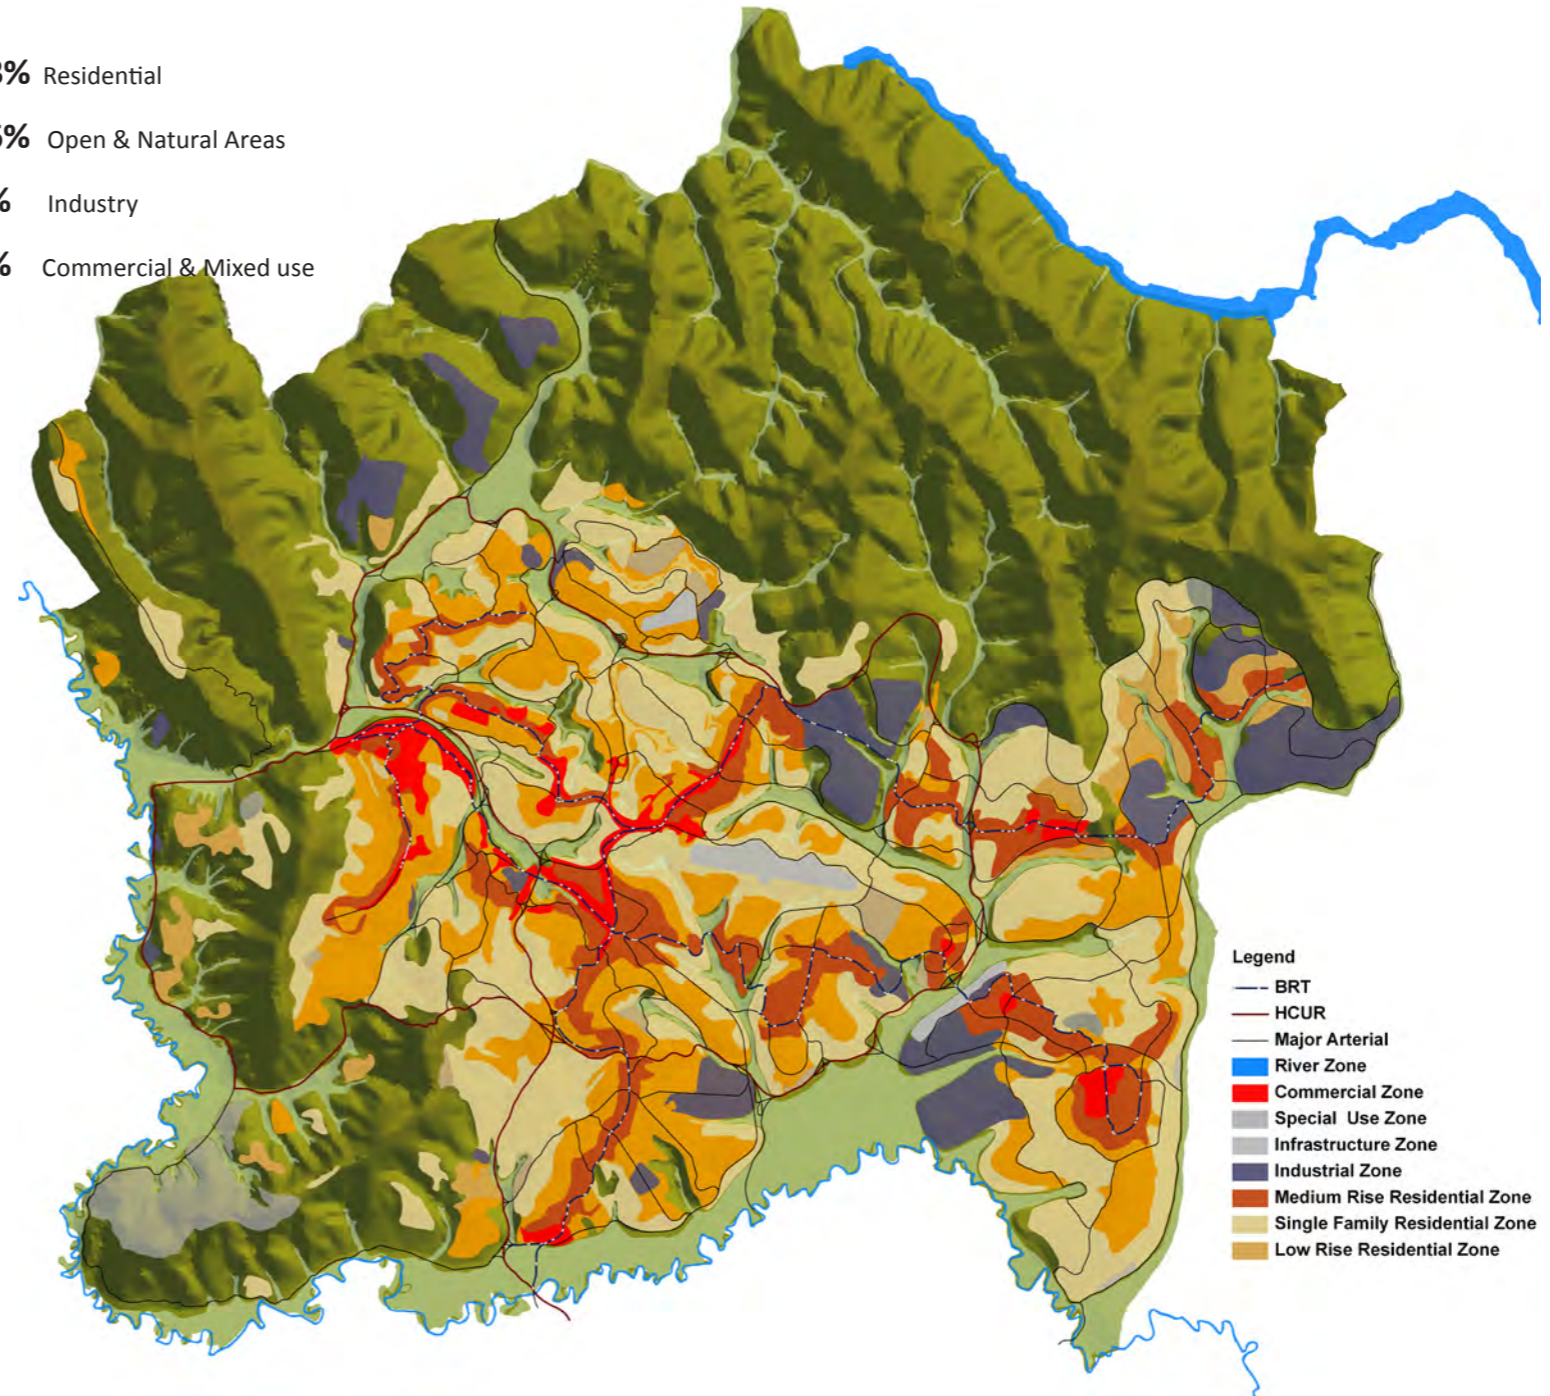 % Residential
% Open & Natural Areas
% Industry
% Commercial & Mixed use
Legend
BRT
HCUR
Major Arterial
River Zone
Commercial Zone
Special Use Zone
Infrastructure Zone
Industrial Zone
Medium Rise Residential Zone
Single Family Residential Zone
Low Rise Residential Zone